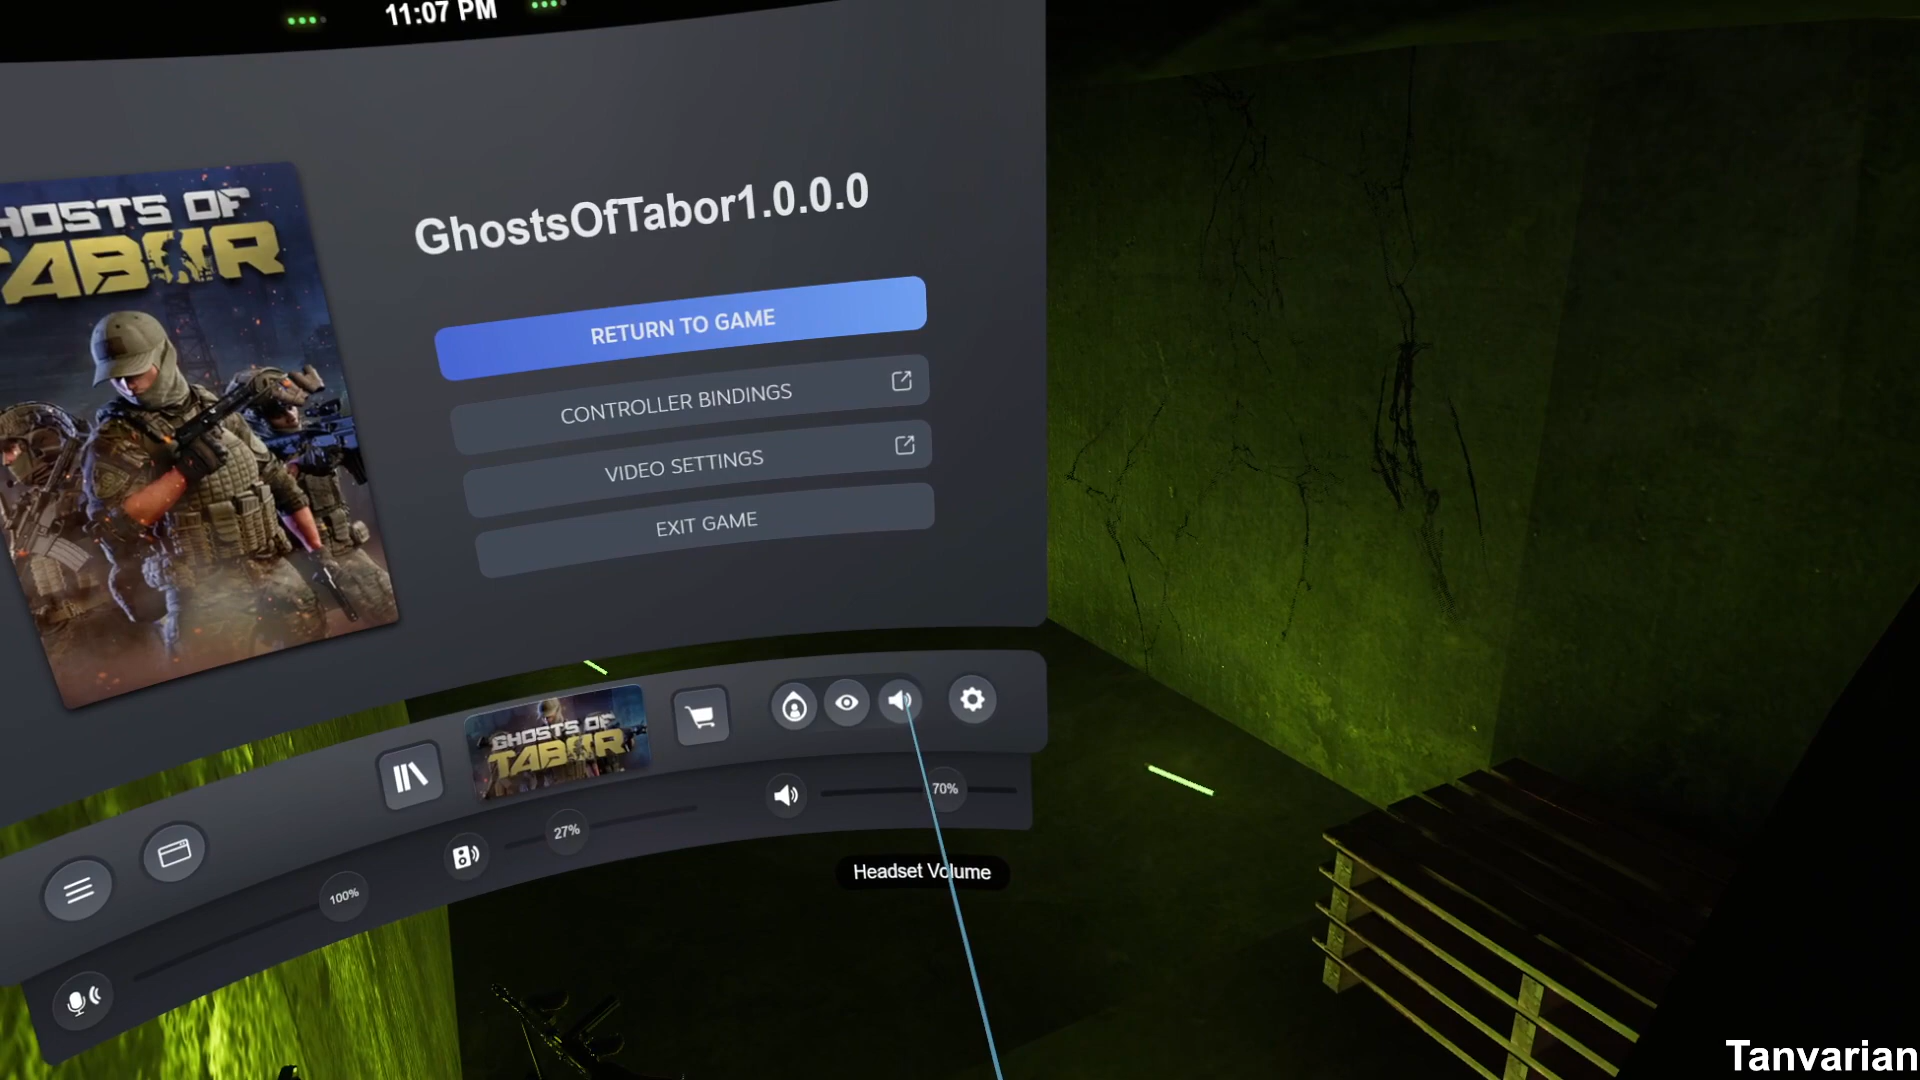 11:07 PM
HOSTS OF
TABOR
GhostsOfTabor1.0.0.0
RETURN TO GAME
CONTROLLER BINDINGS
VIDEO SETTINGS
EXIT GAME
GHOSTS OF
TABOR
100%
27%
70%
Headset Volume
Tanvarian